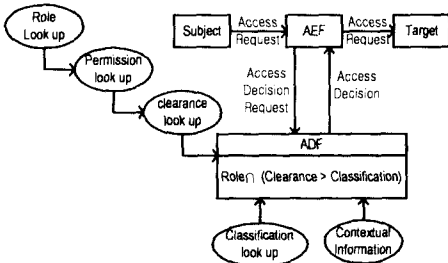 Role
Look up
Permission
look up
clearance
look up
Subject
Access
Request
AEF
Access
Request
Target
Access
Decision
Request
Access
Decision
ADF
Role∩ (Clearance > Classification)
Classification
look up
Contextual
Information